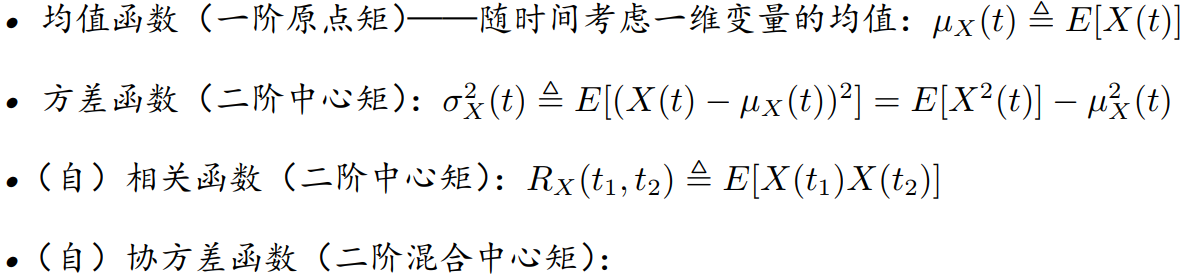 • 均值函数（一阶原点矩）——随时间考虑一维变量的均值：$\mu_X(t) \triangleq E[X(t)]$
• 方差函数（二阶中心矩）：$\sigma_X^2(t) \triangleq E[(X(t) - \mu_X(t))^2] = E[X^2(t)] - \mu_X^2(t)$
•（自）相关函数（二阶中心矩）：$R_X(t_1, t_2) \triangleq E[X(t_1)X(t_2)]$
•（自）协方差函数（二阶混合中心矩）：